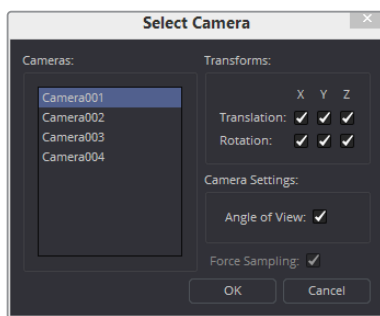 Select Camera
Cameras:
Camera001
Camera002
Camera003
Camera004
Transforms:
X Y Z
Translation:
Rotation:
Camera Settings:
Angle of View:
Force Sampling:
OK Cancel